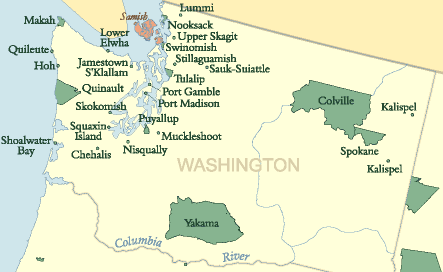 Lummi
Makah
Samish
Nooksack
Lower
Elwha
Upper Skagit
Quileute
Swinomish
Stillaguamish
Hoh
Jamestown
S'Klallam
Sauk-Suiattle
Tulalip
Quinault
Port Gamble
Colville
Skokomish
Port Madison
Kalispel
Puyallup
Squaxin
Island
Muckleshoot
Shoalwater
Bay
Nisqually
Chehalis
Spokane
WASHINGTON
Kalispel
Yakama
Columbia
River